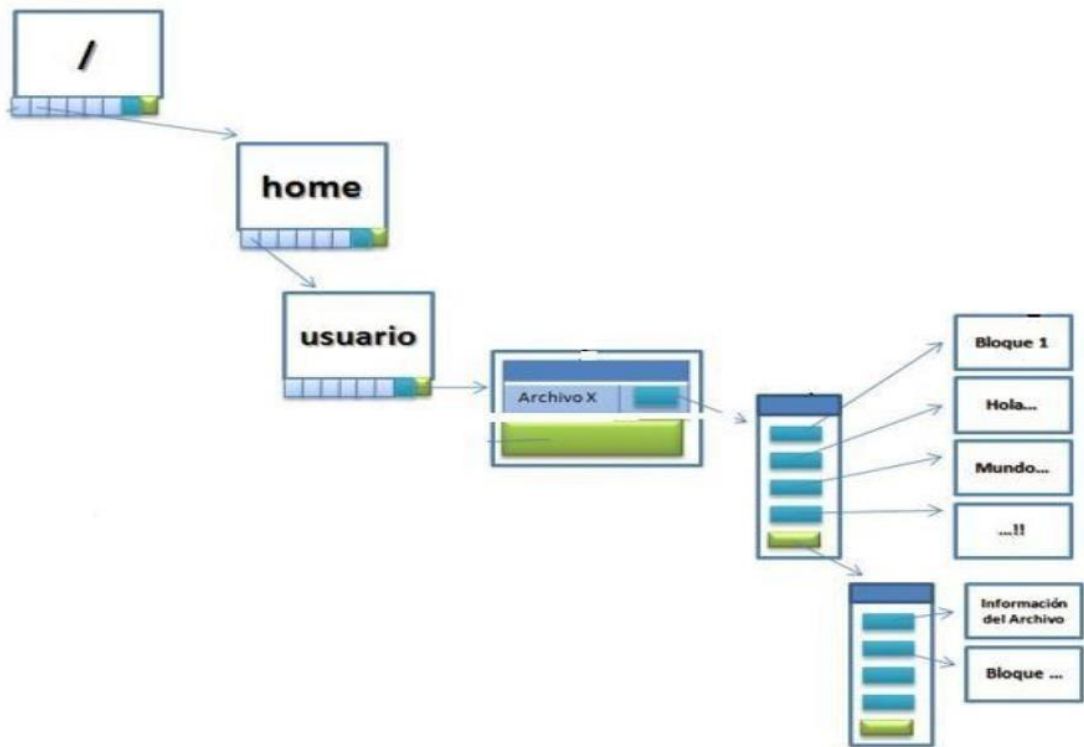 /
home
usuario
Archivo X
Bloque 1
Hola...
Mundo...
...!!
Información
del Archivo
Bloque ...